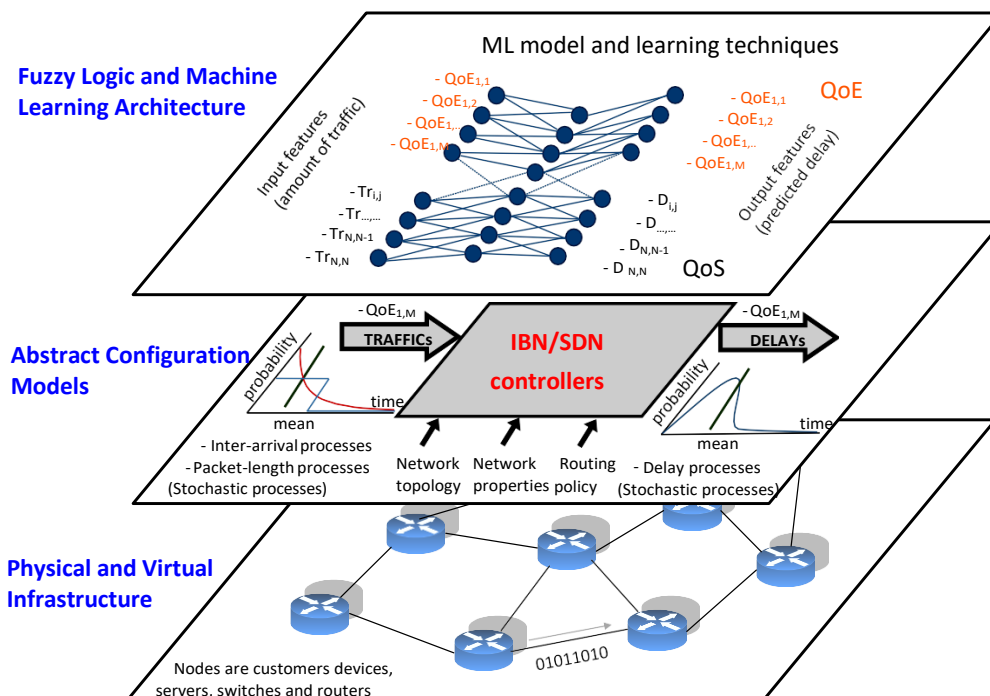 ML model and learning techniques
Fuzzy Logic and Machine
Learning Architecture
Input features
(amount of traffic)
- QoE1,1
- QoE1,2
- QoE1,..
- QoE1,M
- Tri,j
- Tr...,...
- TrN,N-1
- TrN,N
- QoE1,1
- QoE1,2
- QoE1,..
- QoE1,M
QoE
Output features
(predicted delay)
- Di,j
- D...,...
- DN,N-1
- D N,N
QoS
Abstract Configuration
Models
- QoE1,M
TRAFFICs
probability
time
mean
- Inter-arrival processes
- Packet-length processes
(Stochastic processes)
IBN/SDN
controllers
Network
topology
Network
properties
Routing
policy
- QoE1,M
DELAYs
probability
time
mean
- Delay processes
(Stochastic processes)
Physical and Virtual
Infrastructure
01011010
Nodes are customers devices,
servers, switches and routers